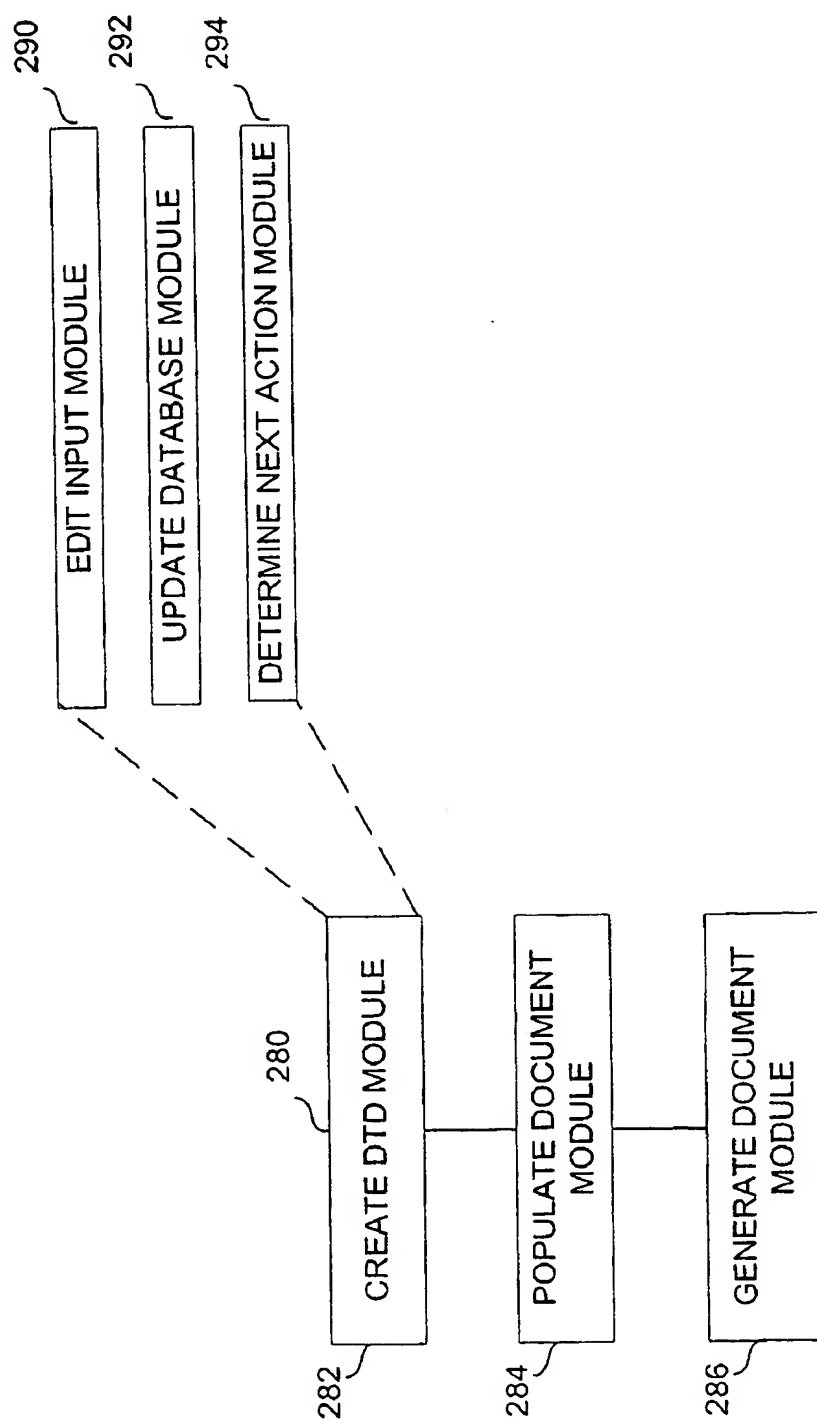 290
EDIT INPUT MODULE
292
UPDATE DATABASE MODULE
294
DETERMINE NEXT ACTION MODULE
280
282
CREATE DTD MODULE
284
POPULATE DOCUMENT
MODULE
286
GENERATE DOCUMENT
MODULE